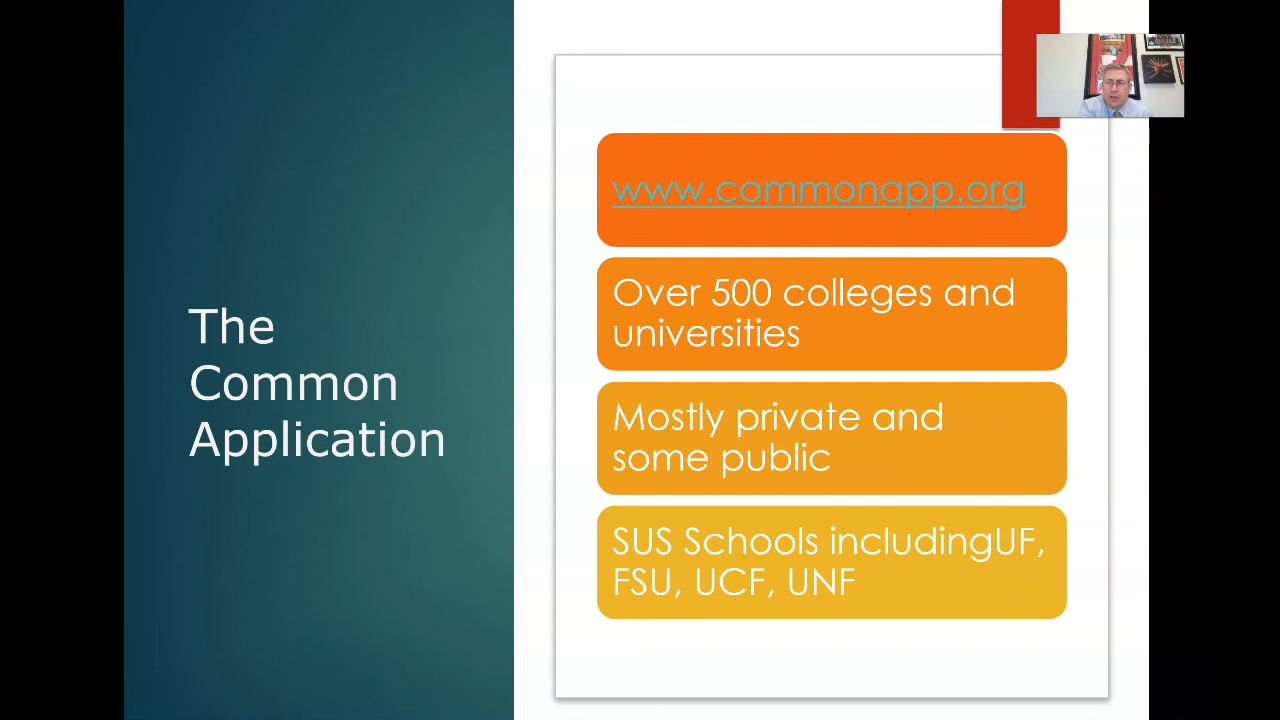 The
Common
Application
www.commonapp.org
Over 500 colleges and
universities
Mostly private and
some public
SUS Schools includingUF,
FSU, UCF, UNF